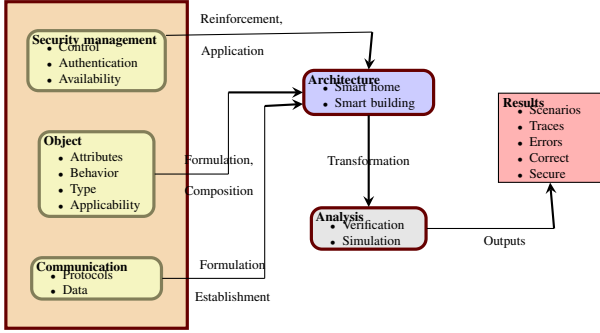 Security management
• Control
• Authentication
• Availability
Reinforcement,
Application
Object
• Attributes
• Behavior
• Type
• Applicability
Formulation,
Composition
Communication
• Protocols
• Data
Formulation
Establishment
Architecture
• Smart home
• Smart building
Transformation
Analysis
• Verification
• Simulation
Outputs
Results
• Scenarios
• Traces
• Errors
• Correct
• Secure